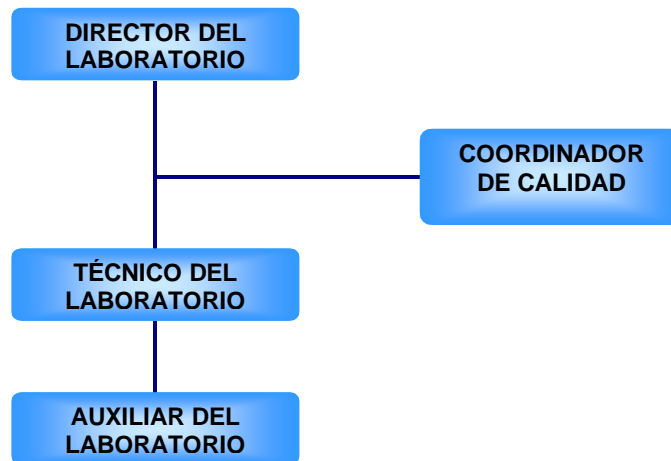 DIRECTOR DEL
LABORATORIO
COORDINADOR
DE CALIDAD
TÉCNICO DEL
LABORATORIO
AUXILIAR DEL
LABORATORIO